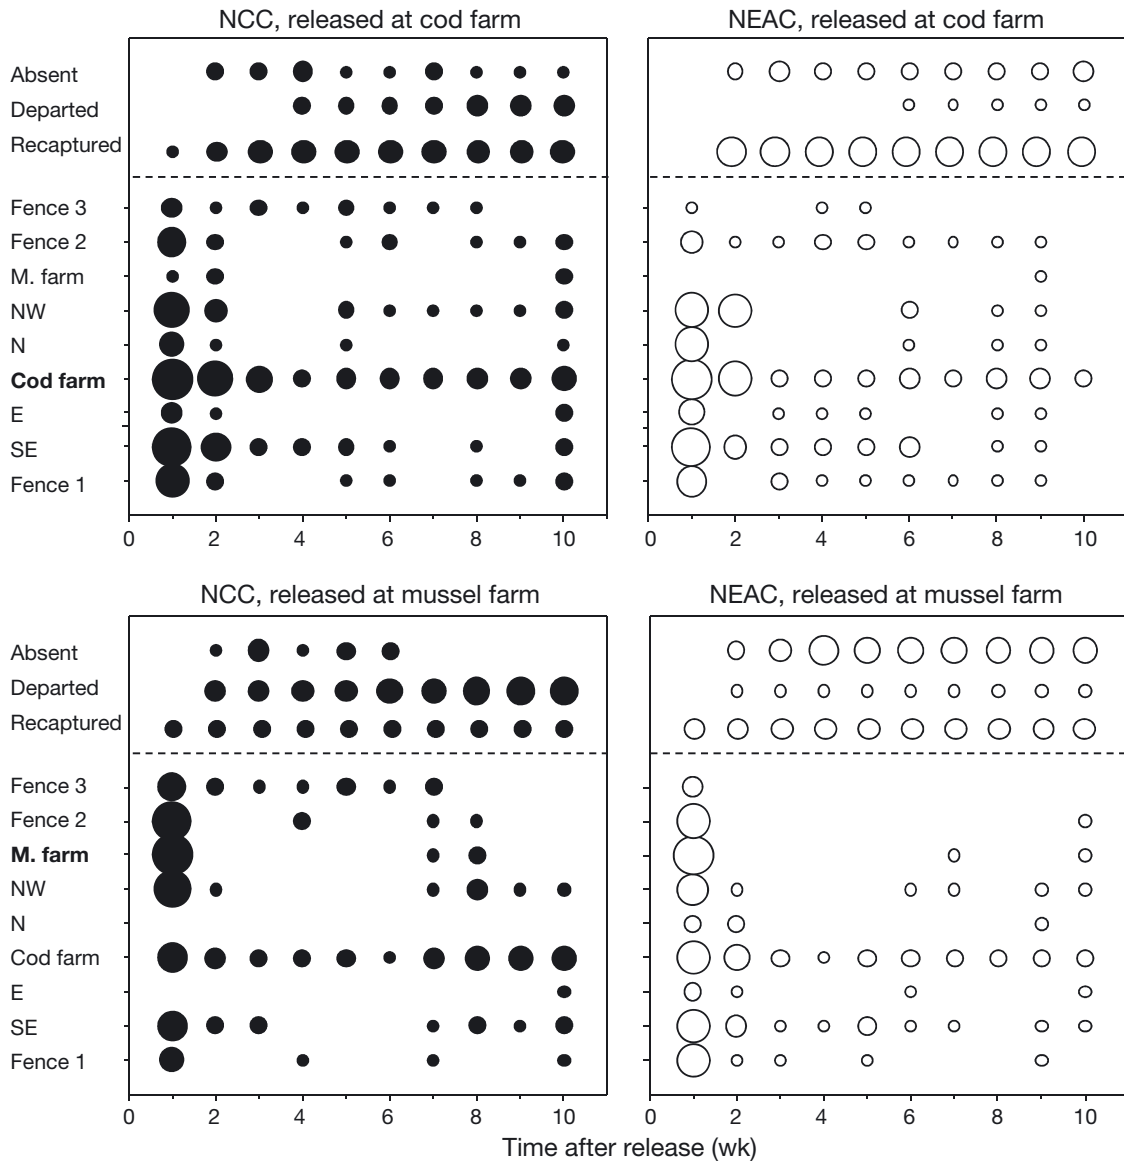 NCC, released at cod farm
NEAC, released at cod farm
Absent
Departed
Recaptured
Fence 3
Fence 2
M. farm
NW
N
Cod farm
E
SE
Fence 1
0 2 4 6 8 10
0 2 4 6 8 10
NCC, released at mussel farm
NEAC, released at mussel farm
Absent
Departed
Recaptured
Fence 3
Fence 2
M. farm
NW
N
Cod farm
E
SE
Fence 1
0 2 4 6 8 10
0 2 4 6 8 10
Time after release (wk)